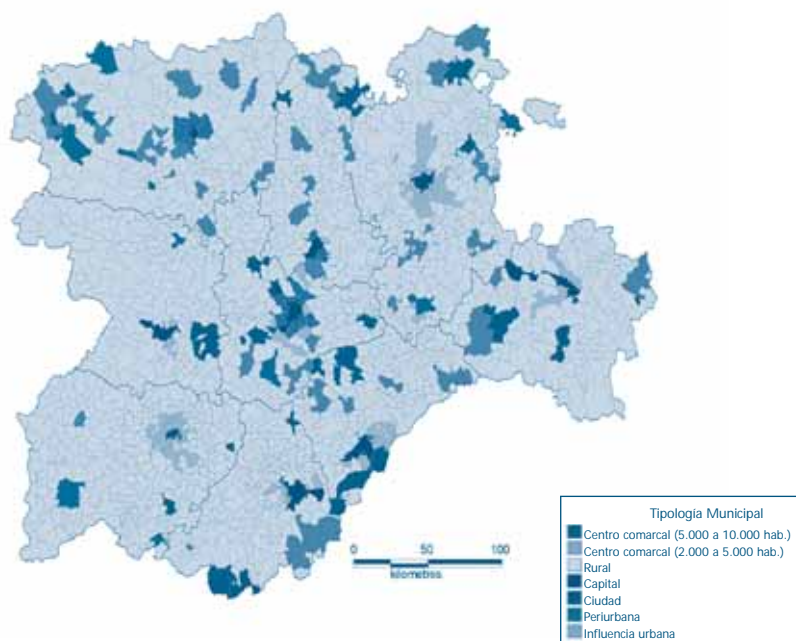 0 50 100
kilometros
Tipología Municipal
Centro comarcal (5.000 a 10.000 hab.)
Centro comarcal (2.000 a 5.000 hab.)
Rural
Capital
Ciudad
Periurbana
Influencia urbana